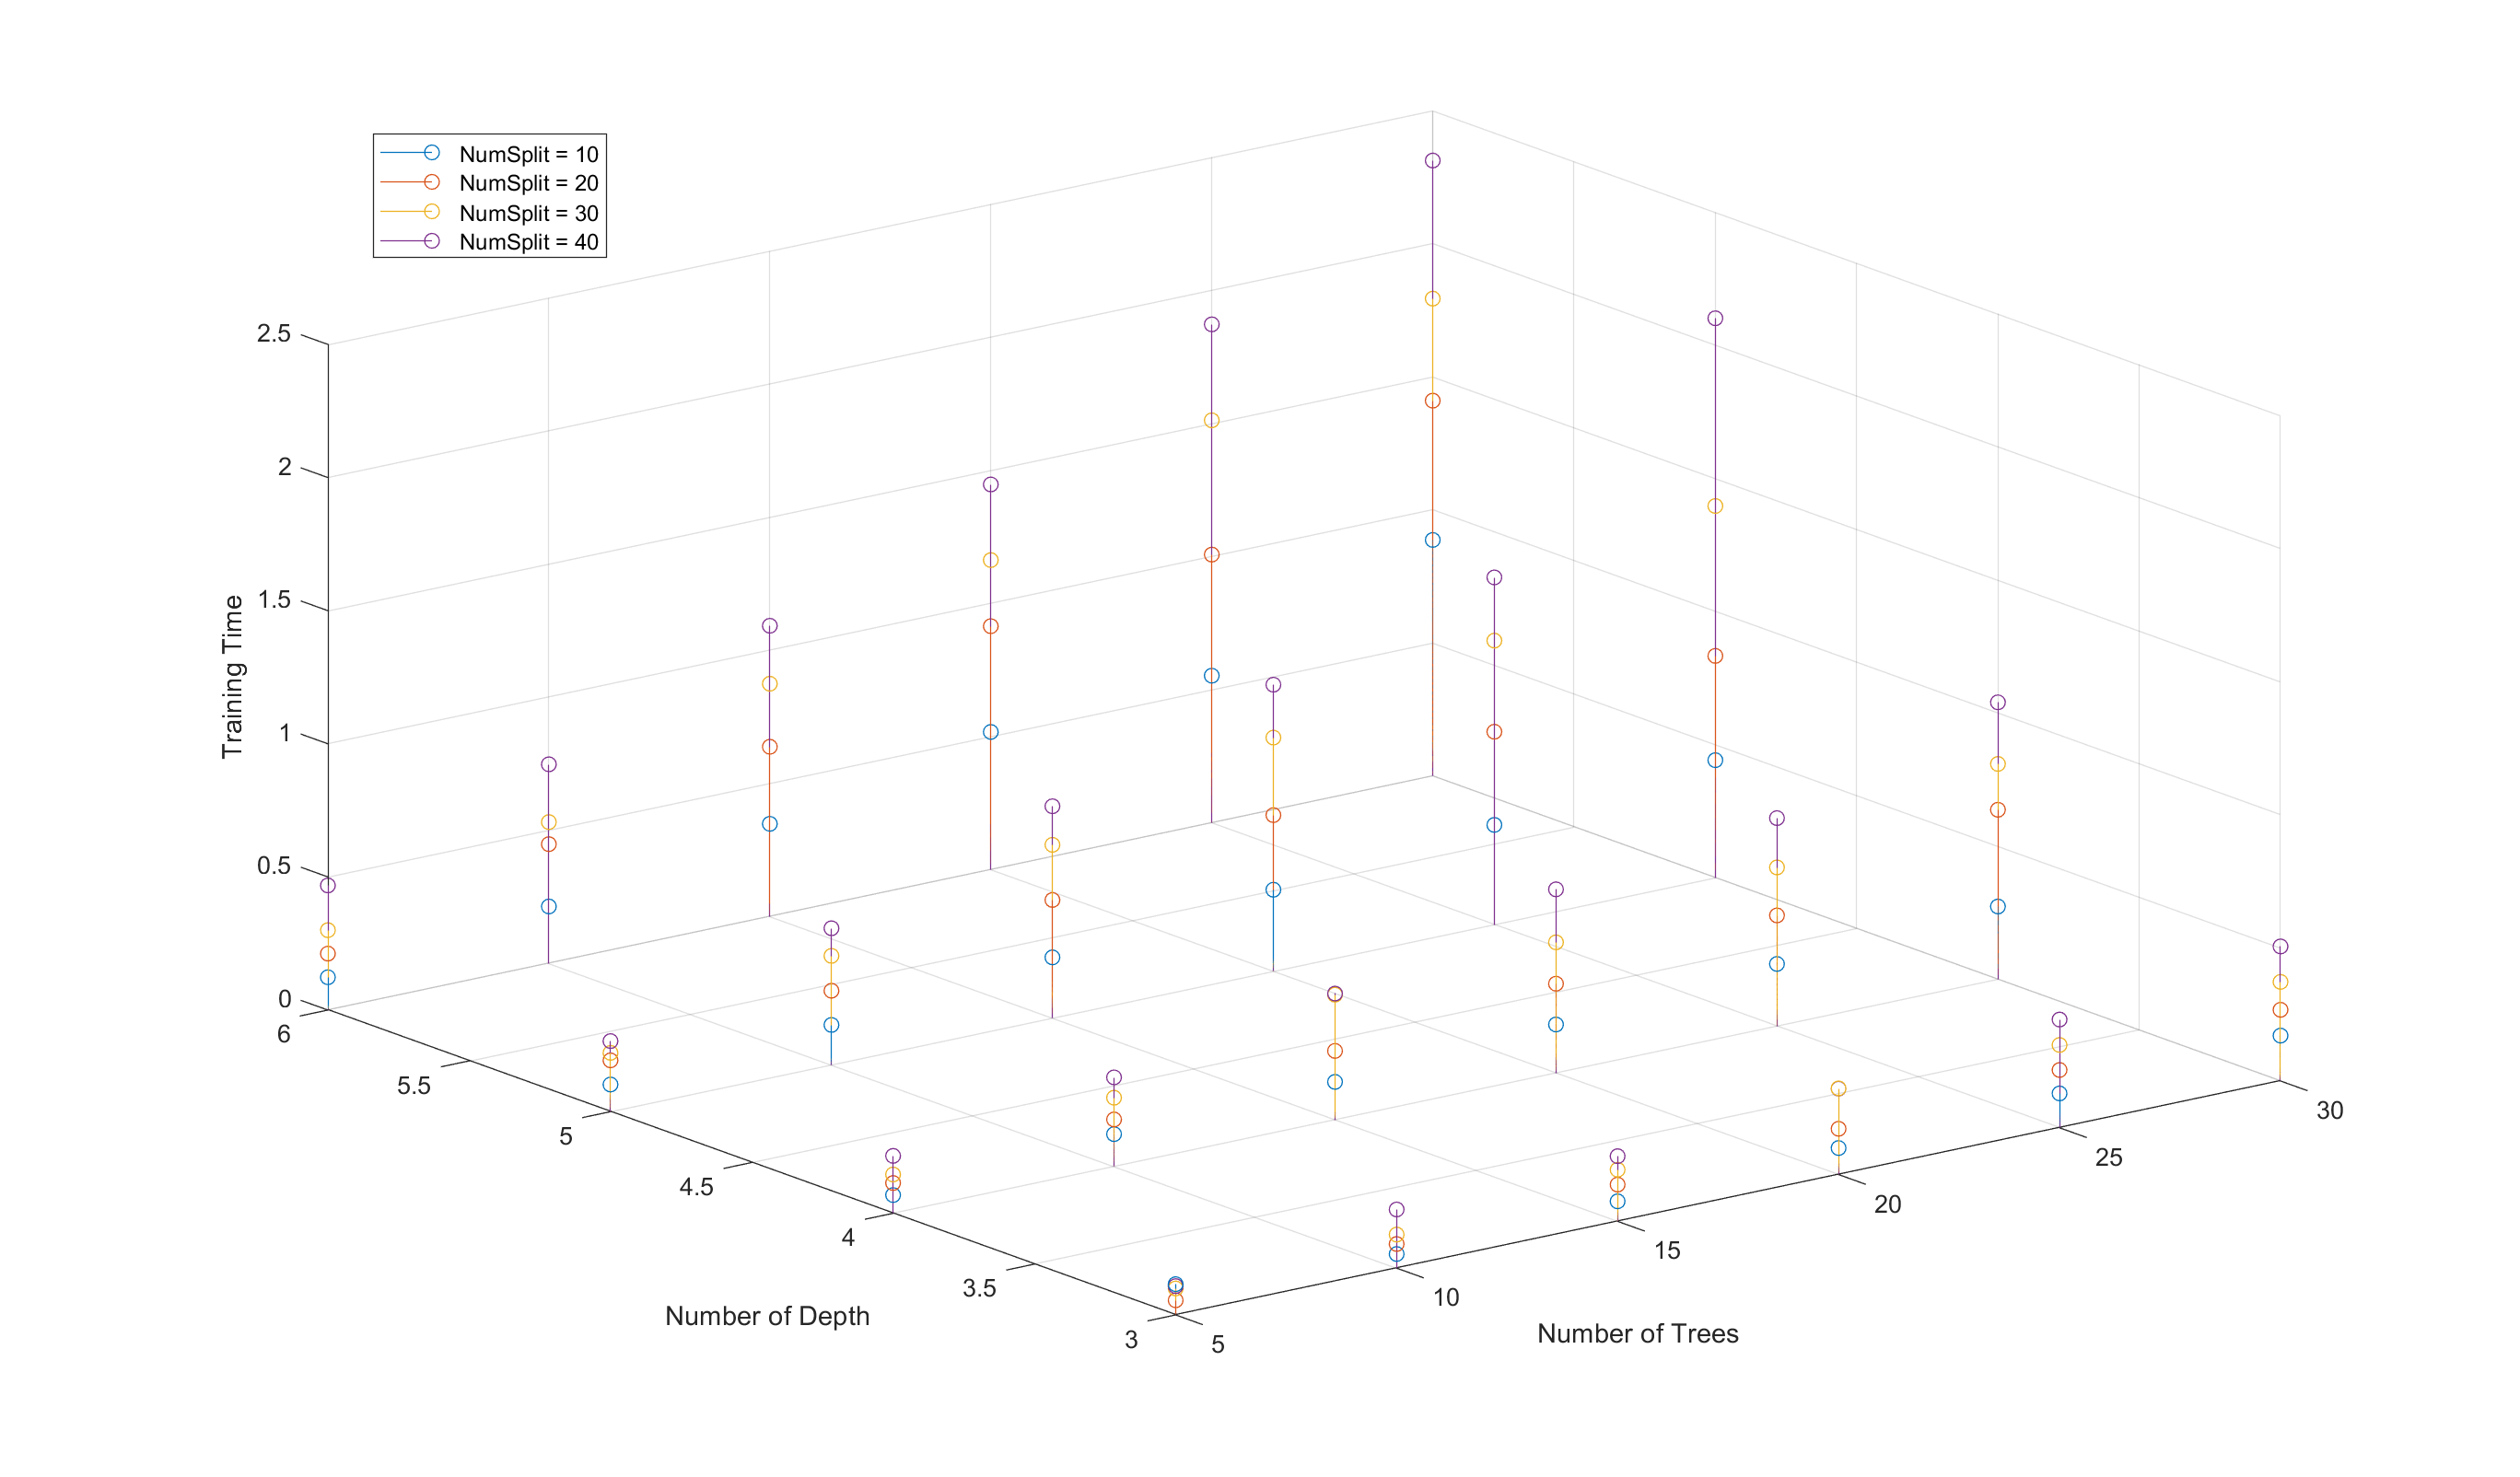 NumSplit = 10
NumSplit = 20
NumSplit = 30
NumSplit = 40
2.5
2
1.5
1
0.5
0
Training Time
6
5.5
5
4.5
4
3.5
3
Number of Depth
5
10
15
20
25
30
Number of Trees